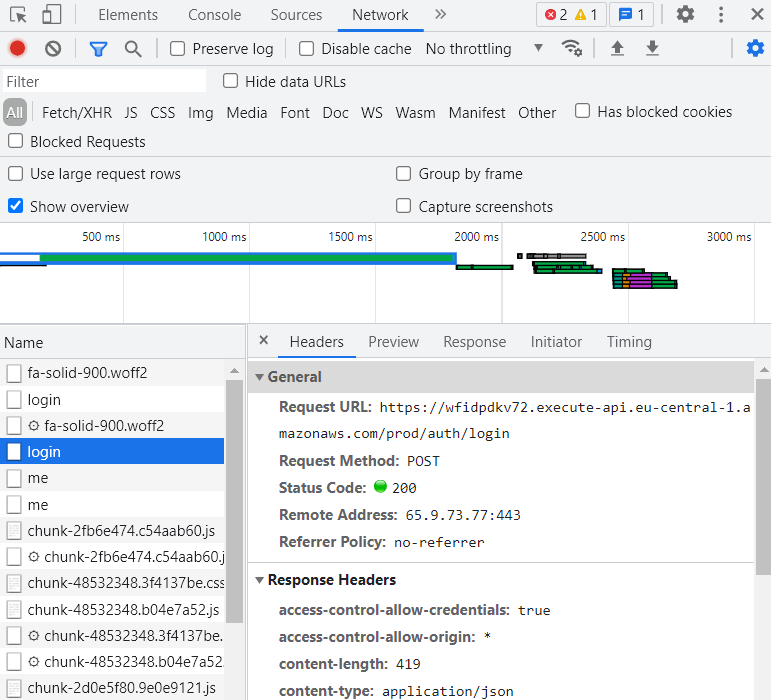 Elements Console Sources Network » 2 1 1
Preserve log Disable cache No throttling
Filter Hide data URLs
All Fetch/XHR JS CSS Img Media Font Doc WS Wasm Manifest Other Has blocked cookies
Blocked Requests
Use large request rows Group by frame
Show overview Capture screenshots
500 ms 1000 ms 1500 ms 2000 ms 2500 ms 3000 ms
Name
fa-solid-900.woff2
login
fa-solid-900.woff2
login
me
me
chunk-2fb6e474.c54aab60.js
chunk-2fb6e474.c54aab60.j
chunk-48532348.3f4137be.css
chunk-48532348.b04e7a52.js
chunk-48532348.3f4137be.
chunk-48532348.b04e7a52.
chunk-2d0e5f80.9e0e9121.js
× Headers Preview Response Initiator Timing
General
Request URL: https://wfidpdkv72.execute-api.eu-central-1.a
mazonaws.com/prod/auth/login
Request Method: POST
Status Code: 200
Remote Address: 65.9.73.77:443
Referrer Policy: no-referrer
Response Headers
access-control-allow-credentials: true
access-control-allow-origin: *
content-length: 419
content-type: application/json